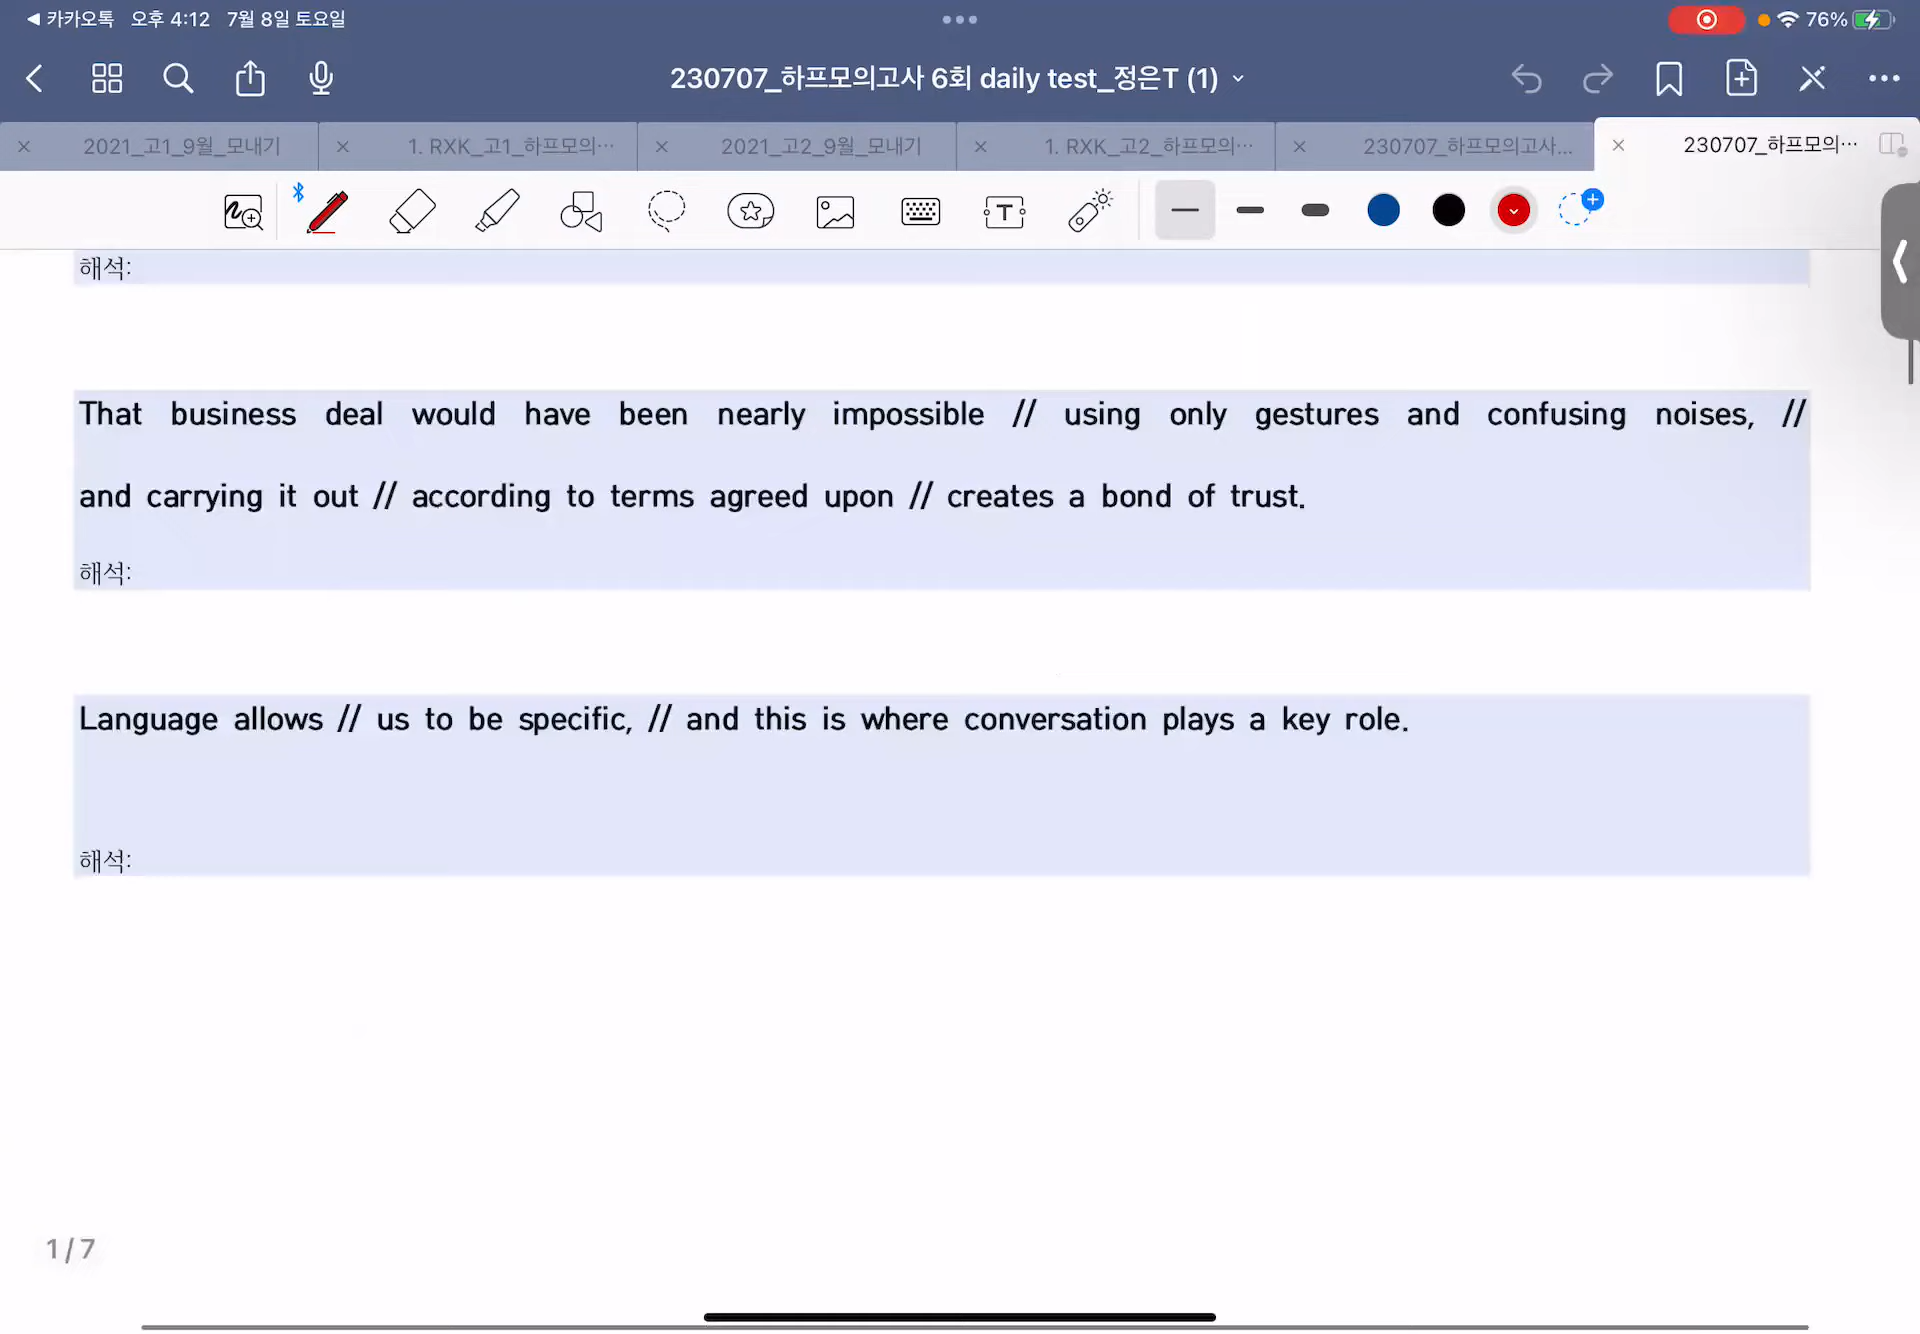 ◀ 카카오톡 오후 4:12 7월 8일 토요일
76%
230707_하프모의고사 6회 daily test_정은T (1)
2021_고1_9월_모내기
1. RXK_고1_하프모의…
2021_고2_9월_모내기
1. RXK_고2_하프모의…
230707_하프모의고사...
230707_하프모의…
해석:
That business deal would have been nearly impossible // using only gestures and confusing noises, //
and carrying it out // according to terms agreed upon // creates a bond of trust.
해석:
Language allows // us to be specific, // and this is where conversation plays a key role.
해석:
1 / 7